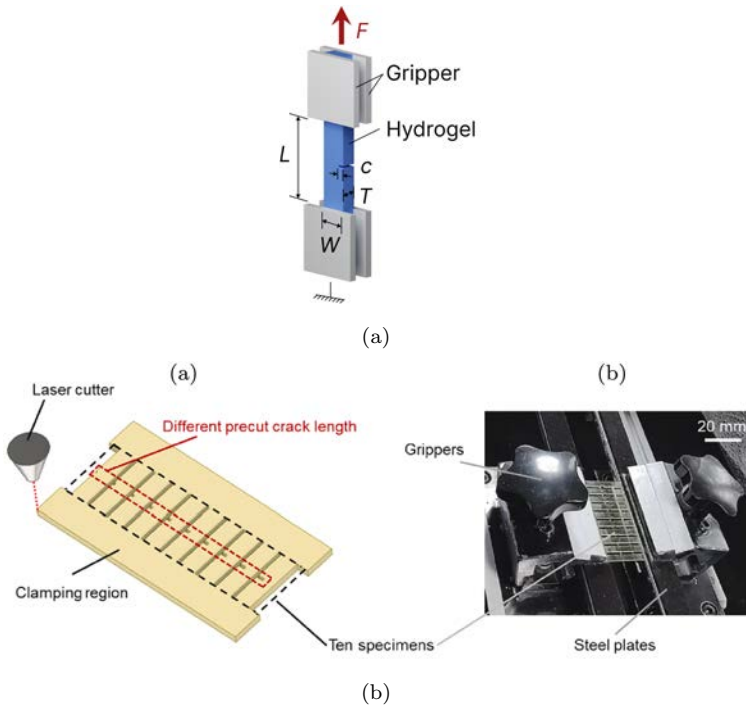 F
Gripper
Hydrogel
L
c
T
W
(a)
(a)
(b)
Laser cutter
Different precut crack length
20 mm
Grippers
Clamping region
Ten specimens
Steel plates
(b)